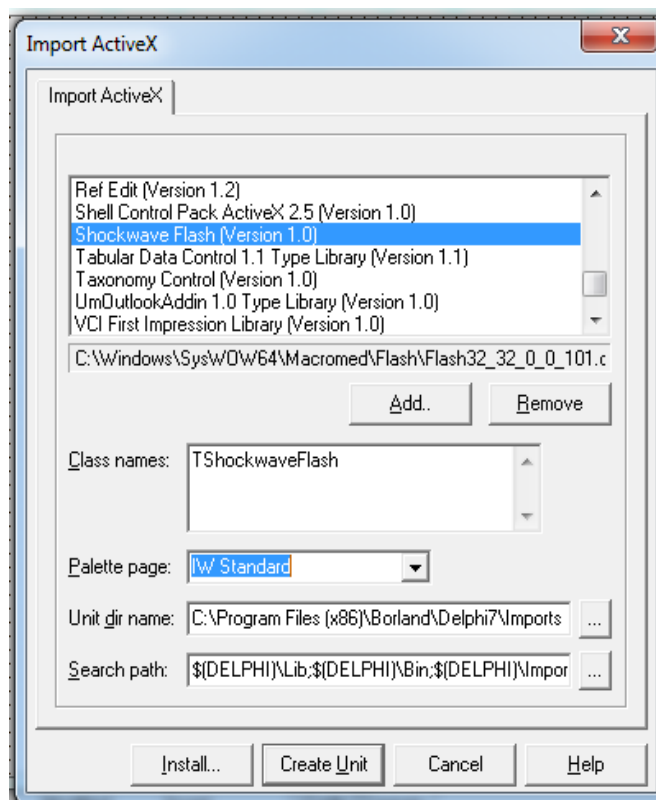 Import ActiveX
X
Import ActiveX
Ref Edit (Version 1.2)
Shell Control Pack ActiveX 2.5 (Version 1.0)
Shockwave Flash (Version 1.0)
Tabular Data Control 1.1 Type Library (Version 1.1)
Taxonomy Control (Version 1.0)
UmOutlookAddin 1.0 Type Library (Version 1.0)
VCI First Impression Library (Version 1.0)
C:\Windows\SysWOW64\Macromed\Flash\Flash32_32_0_0_101.c
Add.. Remove
Class names: TShockwaveFlash
Palette page: IW Standard
Unit dir name: C:\Program Files (x86)\Borland\Delphi7\Imports ...
Search path: $(DELPHI)\Lib;$(DELPHI)\Bin;$(DELPHI)\Impor ...
Install... Create Unit Cancel Help